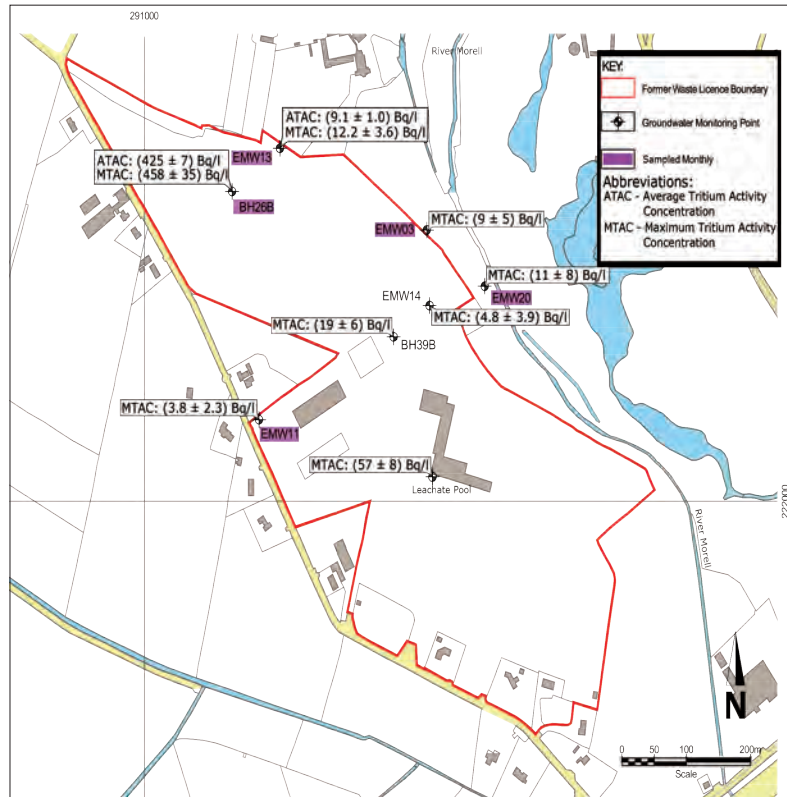 291000
River Morell
KEY:
Former Waste Licence Boundary
Groundwater Monitoring Point
Sampled Monthly
Abbreviations:
ATAC - Average Tritium Activity
Concentration
MTAC - Maximum Tritium Activity
Concentration
ATAC: (9.1 ± 1.0) Bq/l
MTAC: (12.2 ± 3.6) Bq/l
EMW13
ATAC: (425 ± 7) Bq/l
MTAC: (458 ± 35) Bq/l
BH26B
EMW03
MTAC: (9 ± 5) Bq/l
MTAC: (11 ± 8) Bq/l
EMW20
EMW14
MTAC: (4.8 ± 3.9) Bq/l
MTAC: (19 ± 6) Bq/l
BH39B
MTAC: (3.8 ± 2.3) Bq/l
EMW11
MTAC: (57 ± 8) Bq/l
Leachate Pool
222000
River Morell
N
0 50 100 200m
Scale